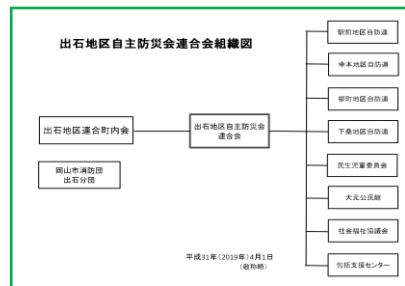 出石地区自主防災会連合会組織図
駅前地区自防連
幸本地区自防連
柳町地区自防連
出石地区連合町内会
出石地区自主防災会
連合会
下桑地区自防連
岡山市消防団
出石分団
民生児童委員会
大元公民館
社会福祉協議会
包括支援センター
平成31年(2019年)4月1日
(敬称略)